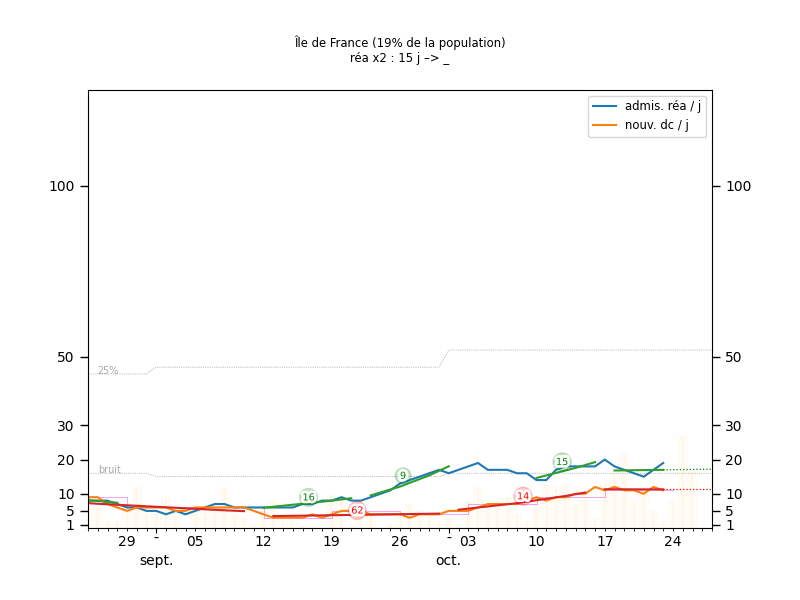 Île de France (19% de la population)
réa x2 : 15 j –> _
admis. réa / j
nouv. dc / j
100 100
25%
50 50
30 30
20 20
bruit
10 10
5 5
1 1
16
62
9
14
15
29 - 05 12 19 26 - 03 10 17 24
sept. oct.